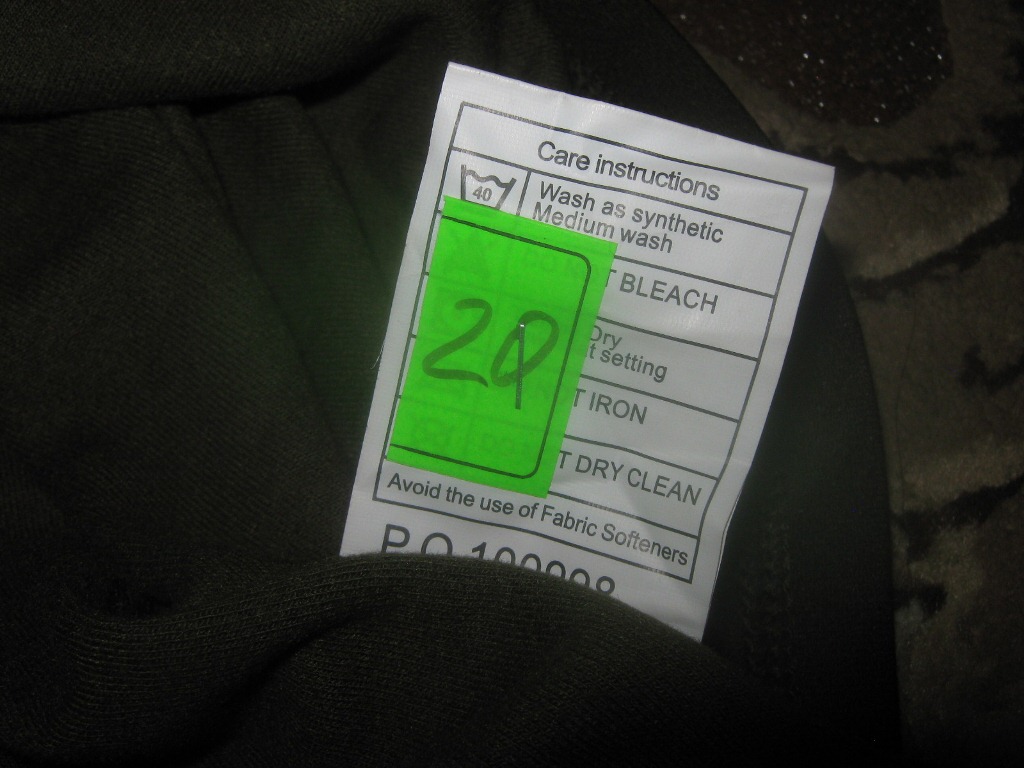 Care instructions
40
Wash as synthetic
Medium wash
T BLEACH
Dry
t setting
T IRON
T DRY CLEAN
Avoid the use of Fabric Softeners